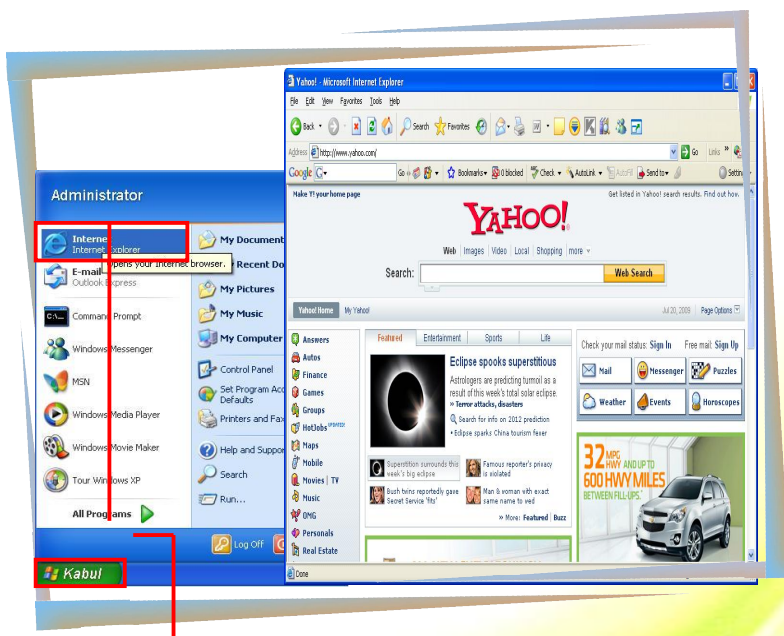 Administrator
Internet
Internet Explorer
Opens your Internet browser.
E-mail
Outlook Express
Command Prompt
Windows Messenger
MSN
Windows Media Player
Windows Movie Maker
Tour Windows XP
All Programs
My Document
Recent Do
My Pictures
My Music
My Computer
Control Panel
Set Program Acc
Defaults
Printers and Fax
Help and Suppor
Search
Run...
Log Off
Kabul
Yahoo! - Microsoft Internet Explorer
File Edit View Favorites Tools Help
Back Search Favorites
Address http://www.yahoo.com/ Go Links »
Google G Go Bookmarks 0 blocked Check AutoLink AutoFill Send to Settin
Make Y! your home page
Get listed in Yahoo! search results. Find out how.
YAHOO!
Web Images Video Local Shopping more
Search: Web Search
Yahoo! Home My Yahoo! Jul 20, 2009 Page Options
Answers
Autos
Finance
Games
Groups
HotJobs UPDATED!
Maps
Mobile
Movies | TV
Music
OMG
Personals
Real Estate
Featured Entertainment Sports Life
Eclipse spooks superstitious
Astrologers are predicting turmoil as a
result of this week's total solar eclipse.
» Terror attacks, disasters
Search for info on 2012 prediction
• Eclipse sparks China tourism fever
Superstition surrounds this
week's big eclipse
Famous reporter's privacy
is violated
Bush twins reportedly gave
Secret Service 'fits'
Man & woman with exact
same name to wed
» More: Featured | Buzz
Check your mail status: Sign In Free mail: Sign Up
Mail Messenger Puzzles
Weather Events Horoscopes
32 MPG
HWY AND UP TO
600 HWY MILES
BETWEEN FILL-UPS.*
Done